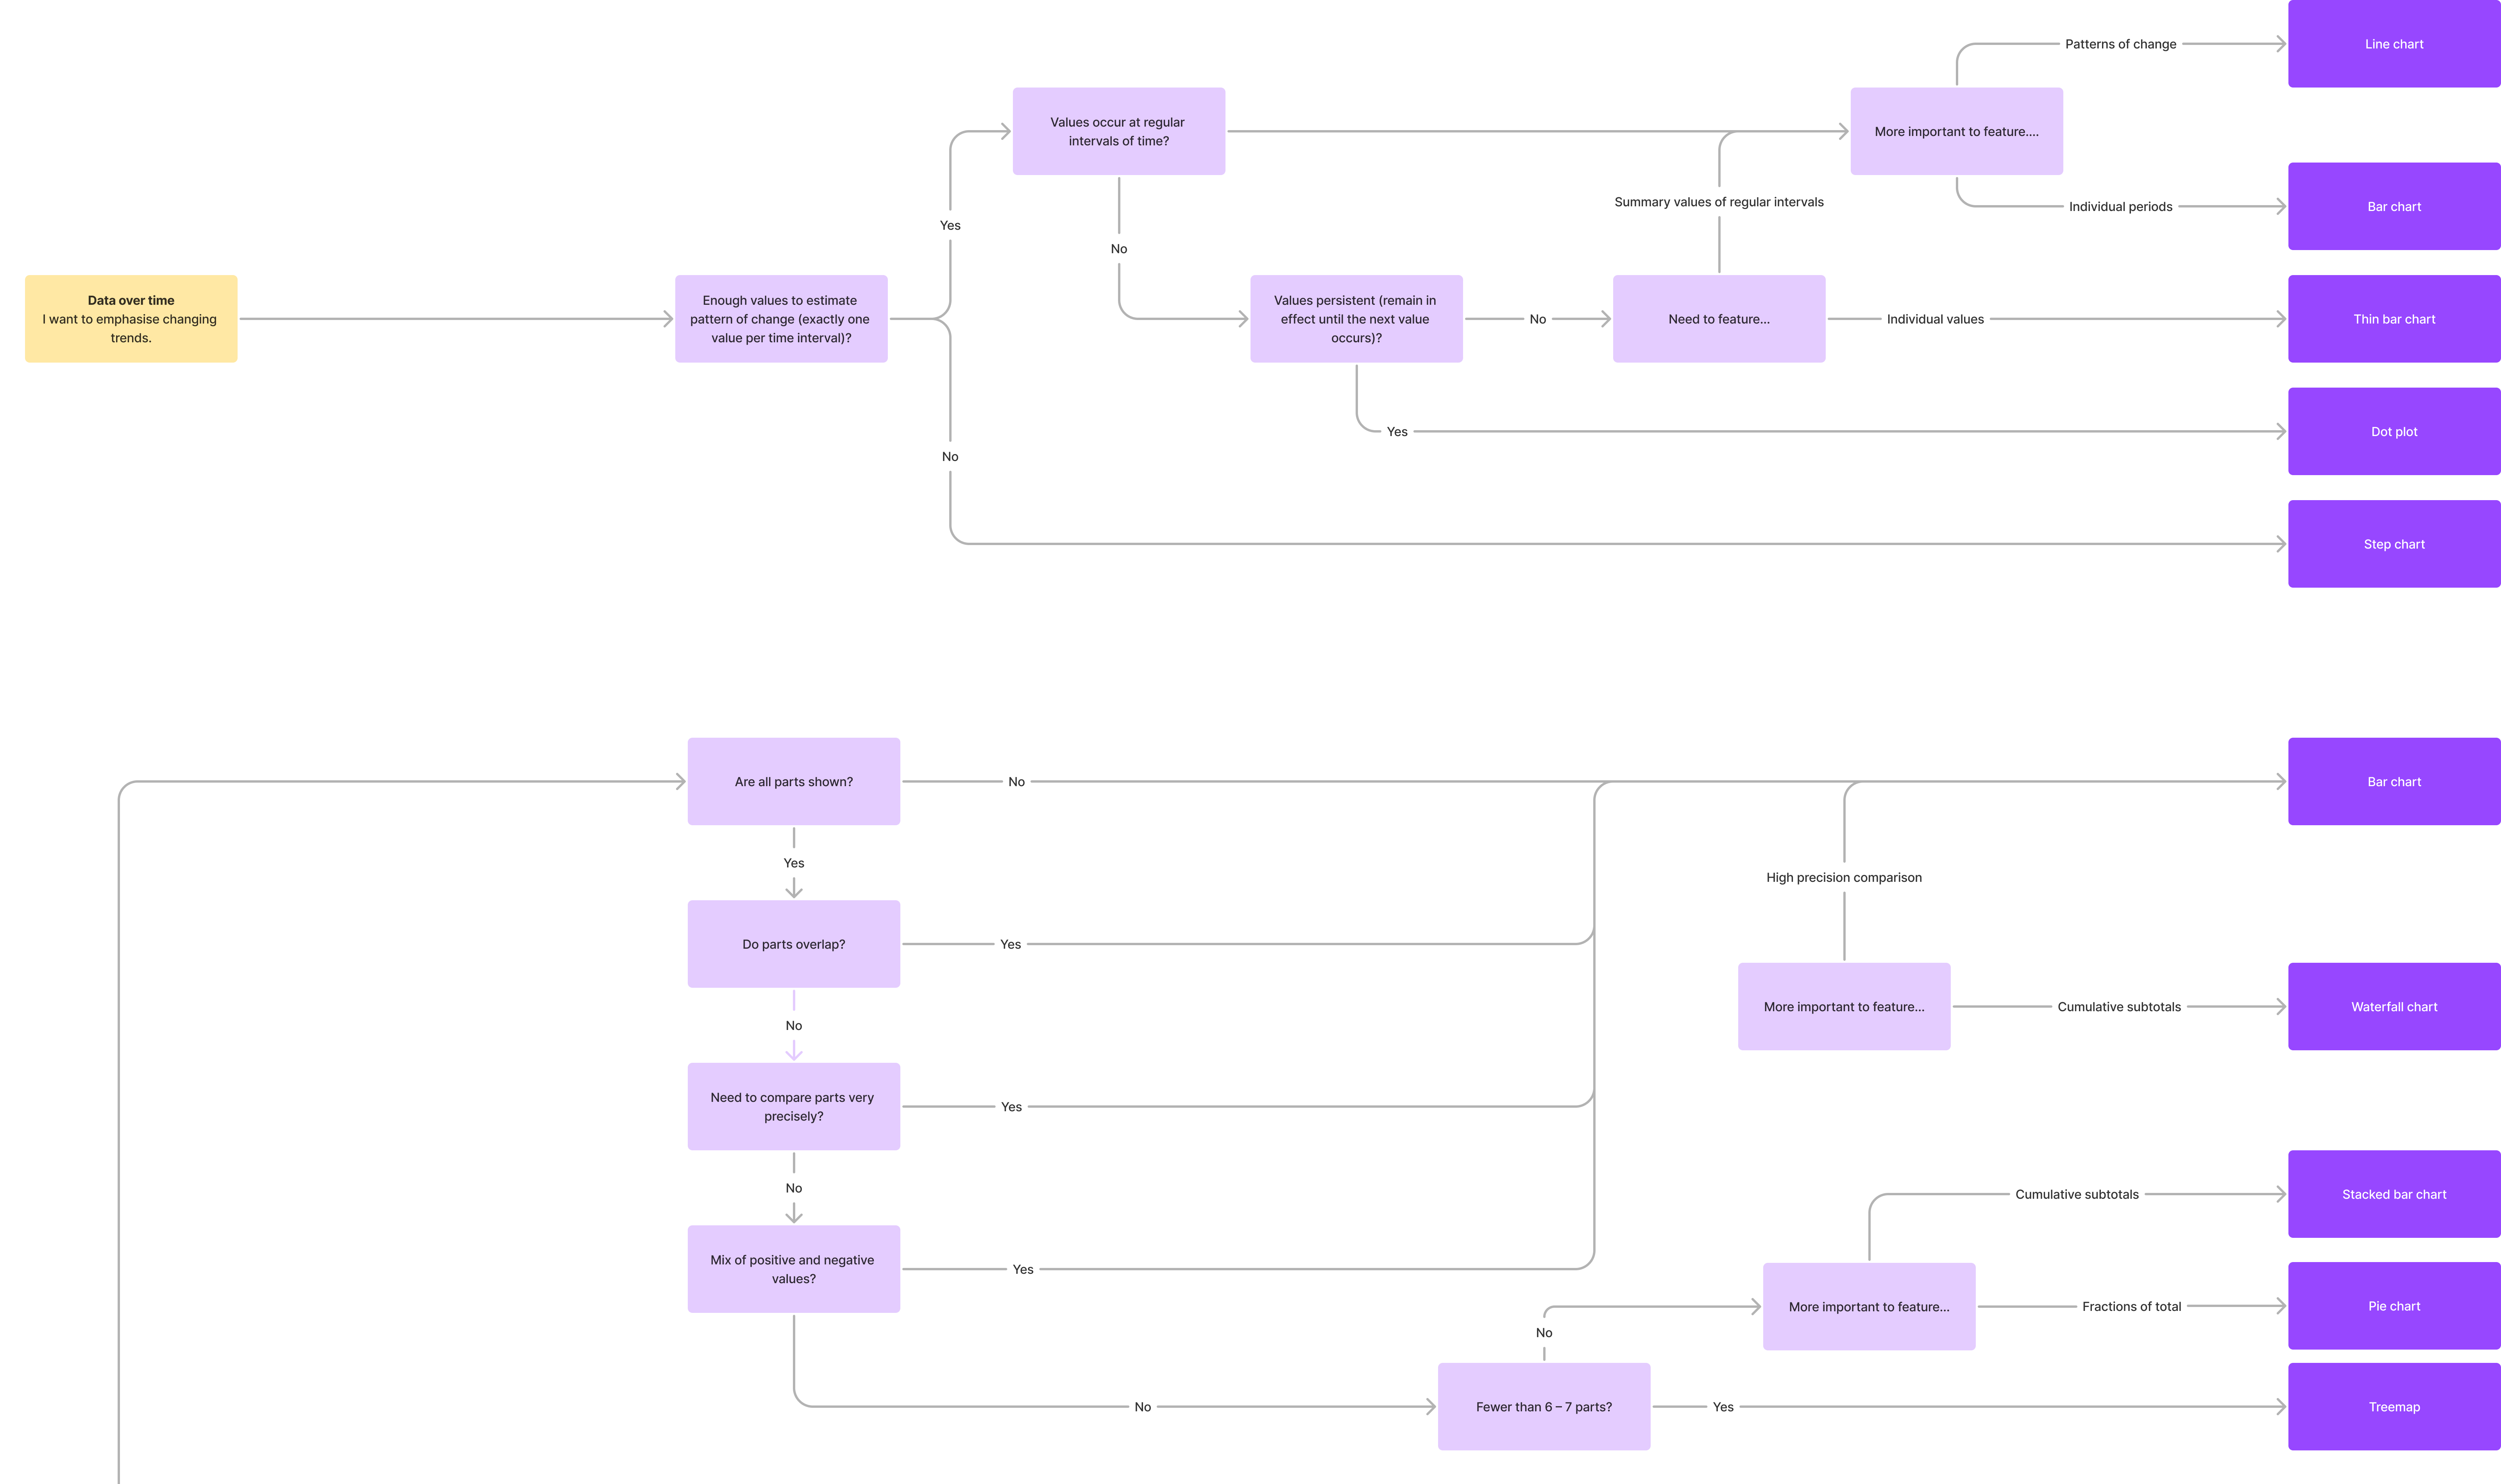 Patterns of change
Line chart
Values occur at regular
intervals of time?
More important to feature....
Summary values of regular intervals
Individual periods
Bar chart
Yes
No
Data over time
I want to emphasise changing
trends.
Enough values to estimate
pattern of change (exactly one
value per time interval)?
Values persistent (remain in
effect until the next value
occurs)?
No
Need to feature...
Individual values
Thin bar chart
Yes
Dot plot
No
Step chart
Are all parts shown?
No
Bar chart
Yes
High precision comparison
Do parts overlap?
Yes
More important to feature...
Cumulative subtotals
Waterfall chart
No
Need to compare parts very
precisely?
Yes
No
Cumulative subtotals
Stacked bar chart
Mix of positive and negative
values?
Yes
More important to feature...
Fractions of total
Pie chart
No
No
Fewer than 6 – 7 parts?
Yes
Treemap